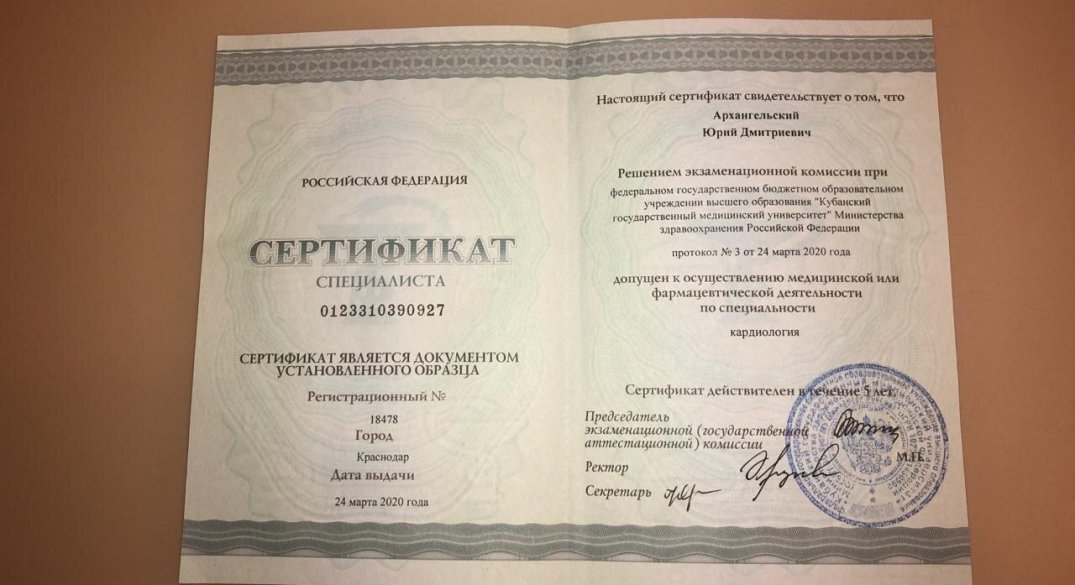 РОССИЙСКАЯ ФЕДЕРАЦИЯ
СЕРТИФИКАТ
СПЕЦИАЛИСТА
0123310390927
СЕРТИФИКАТ ЯВЛЯЕТСЯ ДОКУМЕНТОМ
УСТАНОВЛЕННОГО ОБРАЗЦА
Регистрационный №
18478
Город
Краснодар
Дата выдачи
24 марта 2020 года
Настоящий сертификат свидетельствует о том, что
Архангельский
Юрий Дмитриевич
Решением экзаменационной комиссии при
федеральном государственном бюджетном образовательном
учреждении высшего образования "Кубанский
государственный медицинский университет" Министерства
здравоохранения Российской Федерации
протокол № 3 от 24 марта 2020 года
допущен к осуществлению медицинской или
фармацевтической деятельности
по специальности
кардиология
Сертификат действителен в течение 5 лет.
Председатель
экзаменационной (государственной
аттестационной) комиссии
Ректор
М.П.
Секретарь